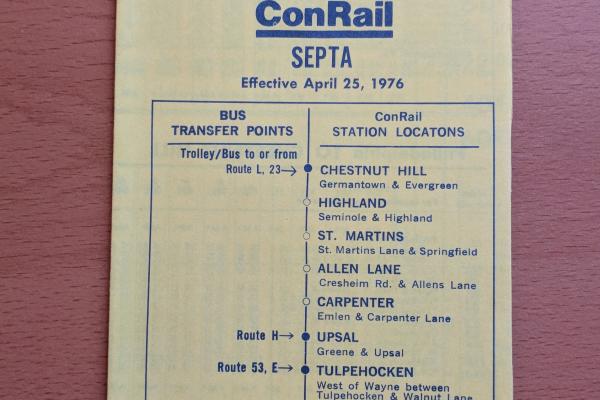 ConRail
SEPTA
Effective April 25, 1976
BUS
TRANSFER POINTS
ConRail
STATION LOCATONS
Trolley/Bus to or from
Route L, 23→
CHESTNUT HILL
Germantown & Evergreen
HIGHLAND
Seminole & Highland
ST. MARTINS
St. Martins Lane & Springfield
ALLEN LANE
Cresheim Rd. & Allens Lane
CARPENTER
Emlen & Carpenter Lane
Route H→
UPSAL
Greene & Upsal
Route 53, E→
TULPEHOCKEN
West of Wayne between
Tulpehocken & Walnut Lane